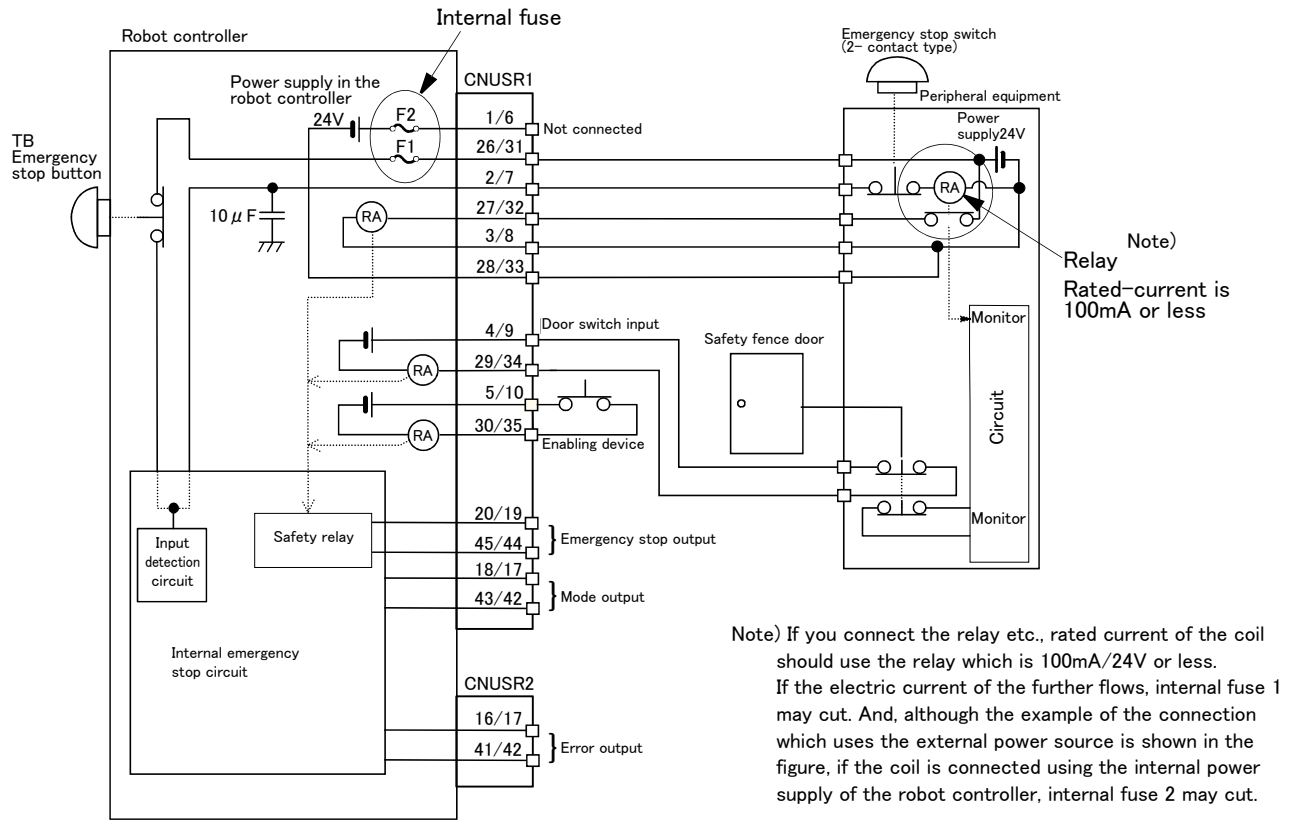 Internal fuse
Robot controller
Emergency stop switch
(2- contact type)
Power supply in the
robot controller
CNUSR1
Peripheral equipment
24V
F2
1/6
Not connected
Power
supply24V
TB
Emergency
stop button
F1
26/31
2/7
RA
10μF
RA
27/32
3/8
Note)
Relay
28/33
Rated-current is
100mA or less
Door switch input
4/9
Monitor
Safety fence door
RA
29/34
5/10
Circuit
RA
30/35
Enabling device
20/19
Monitor
Safety relay
Emergency stop output
Input
detection
circuit
45/44
18/17
Mode output
43/42
Internal emergency
stop circuit
Note) If you connect the relay etc., rated current of the coil
should use the relay which is 100mA/24V or less.
If the electric current of the further flows, internal fuse 1
may cut. And, although the example of the connection
which uses the external power source is shown in the
figure, if the coil is connected using the internal power
supply of the robot controller, internal fuse 2 may cut.
CNUSR2
16/17
Error output
41/42